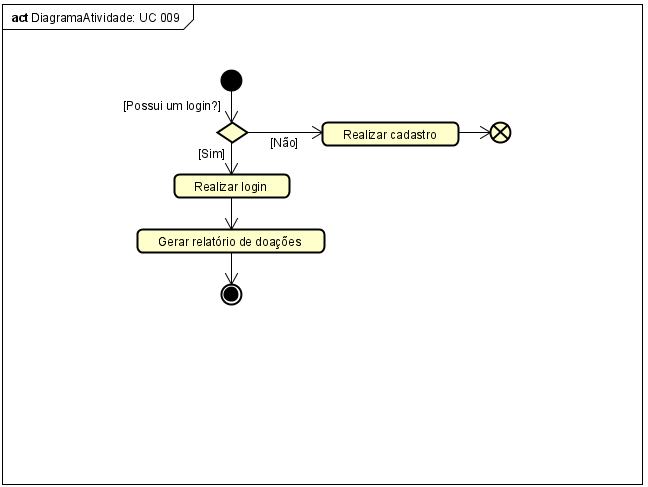 act DiagramaAtividade: UC 009
[Possui um login?]
[Não]
Realizar cadastro
[Sim]
Realizar login
Gerar relatório de doações